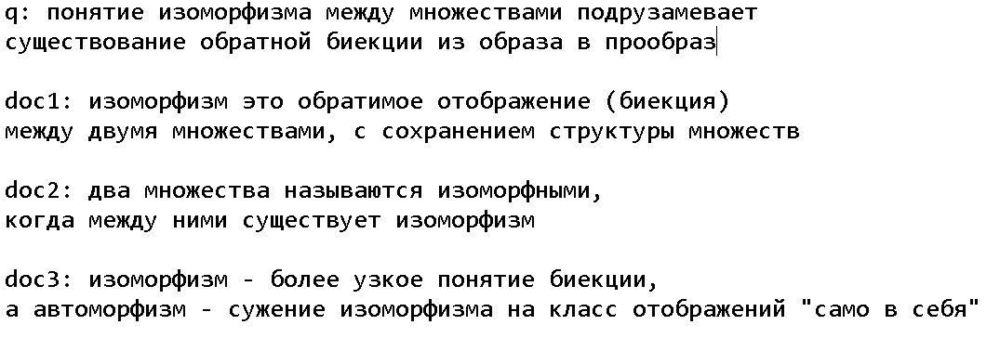 q: понятие изоморфизма между множествами подрузамевает
существование обратной биекции из образа в прообраз
doc1: изоморфизм это обратимое отображение (биекция)
между двумя множествами, с сохранением структуры множеств
doc2: два множества называются изоморфными,
когда между ними существует изоморфизм
doc3: изоморфизм - более узкое понятие биекции,
а автоморфизм - сужение изоморфизма на класс отображений "само в себя"